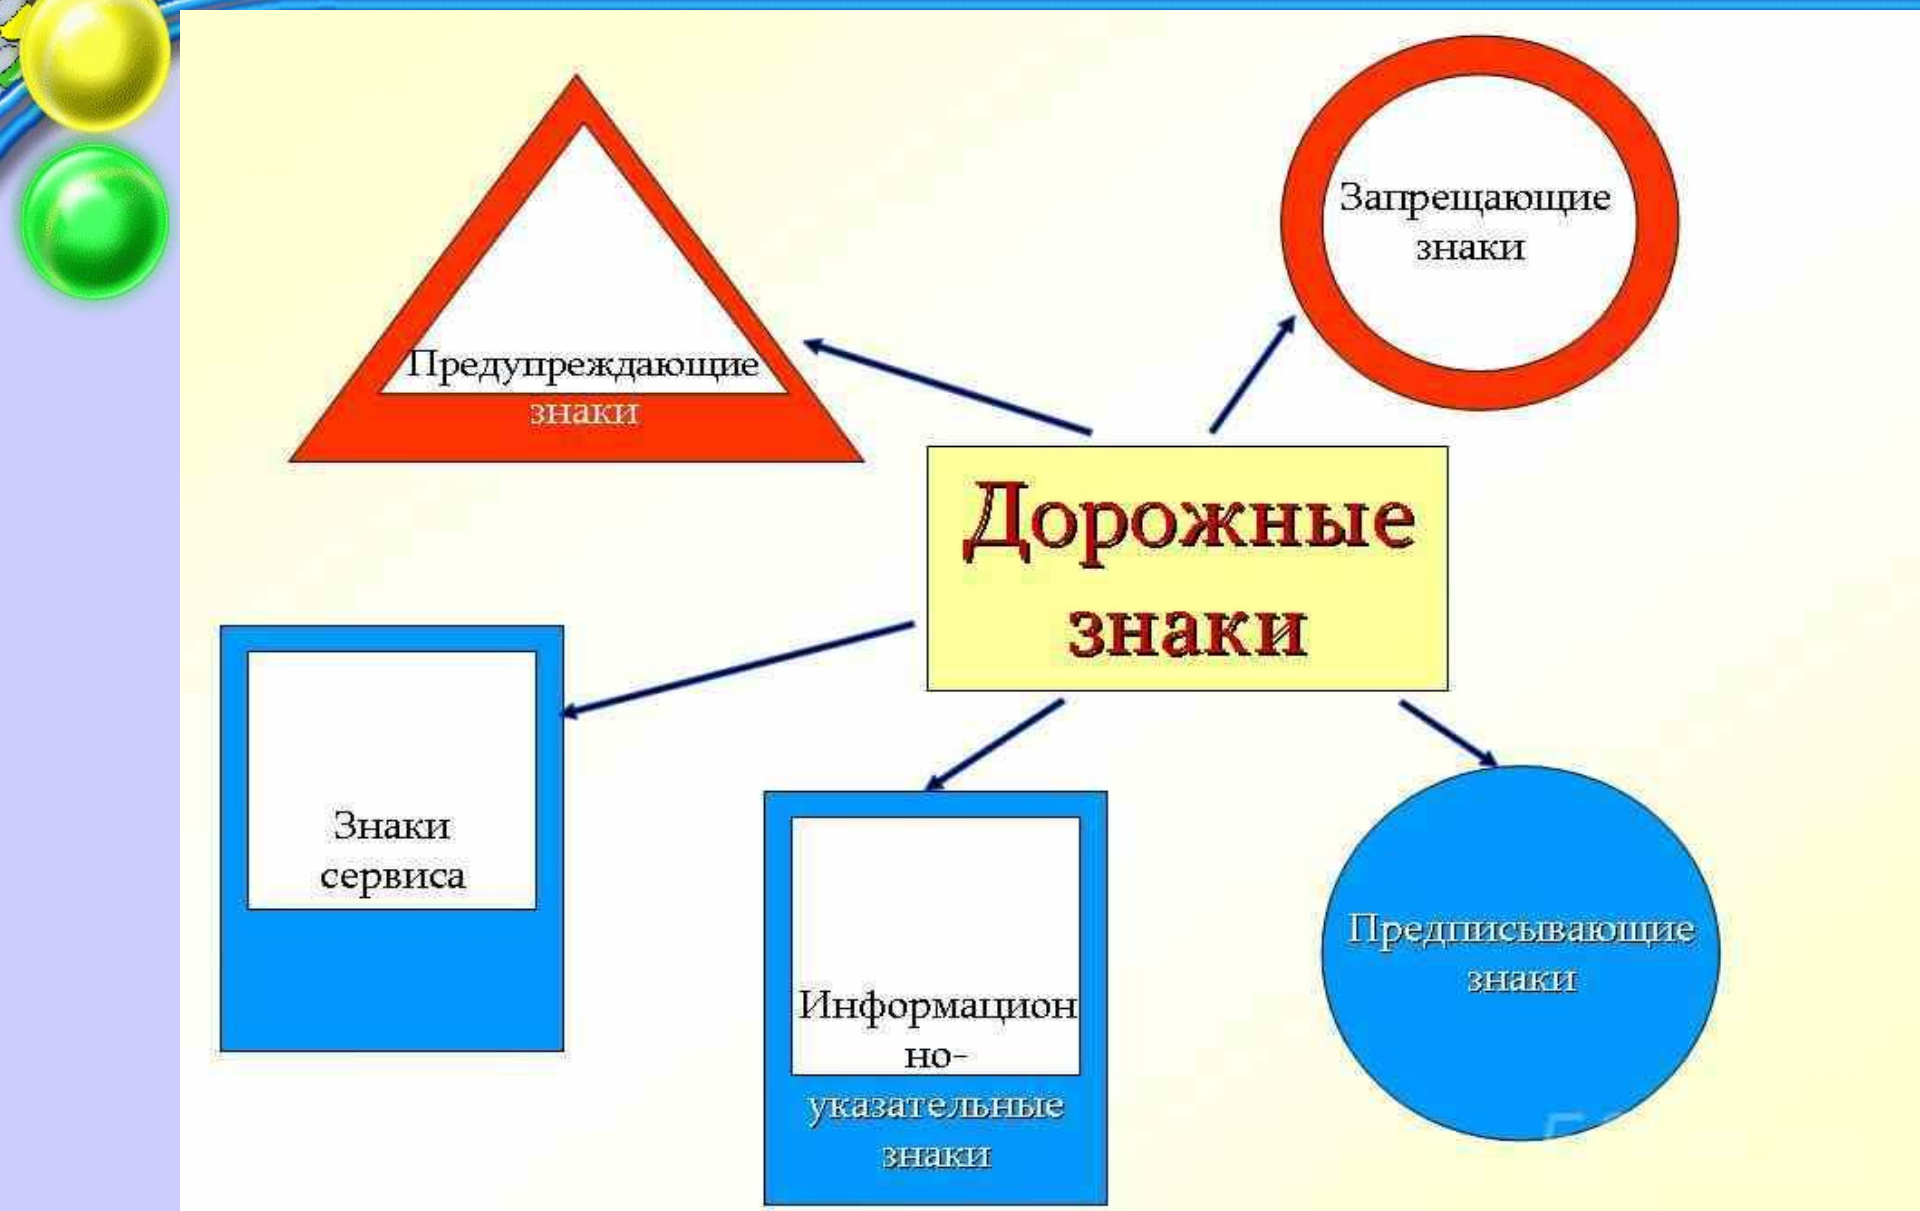 Предупреждающие
знаки
Запрещающие
знаки
Дорожные
знаки
Знаки
сервиса
Информацион
но-
указательные
знаки
Предписывающие
знаки